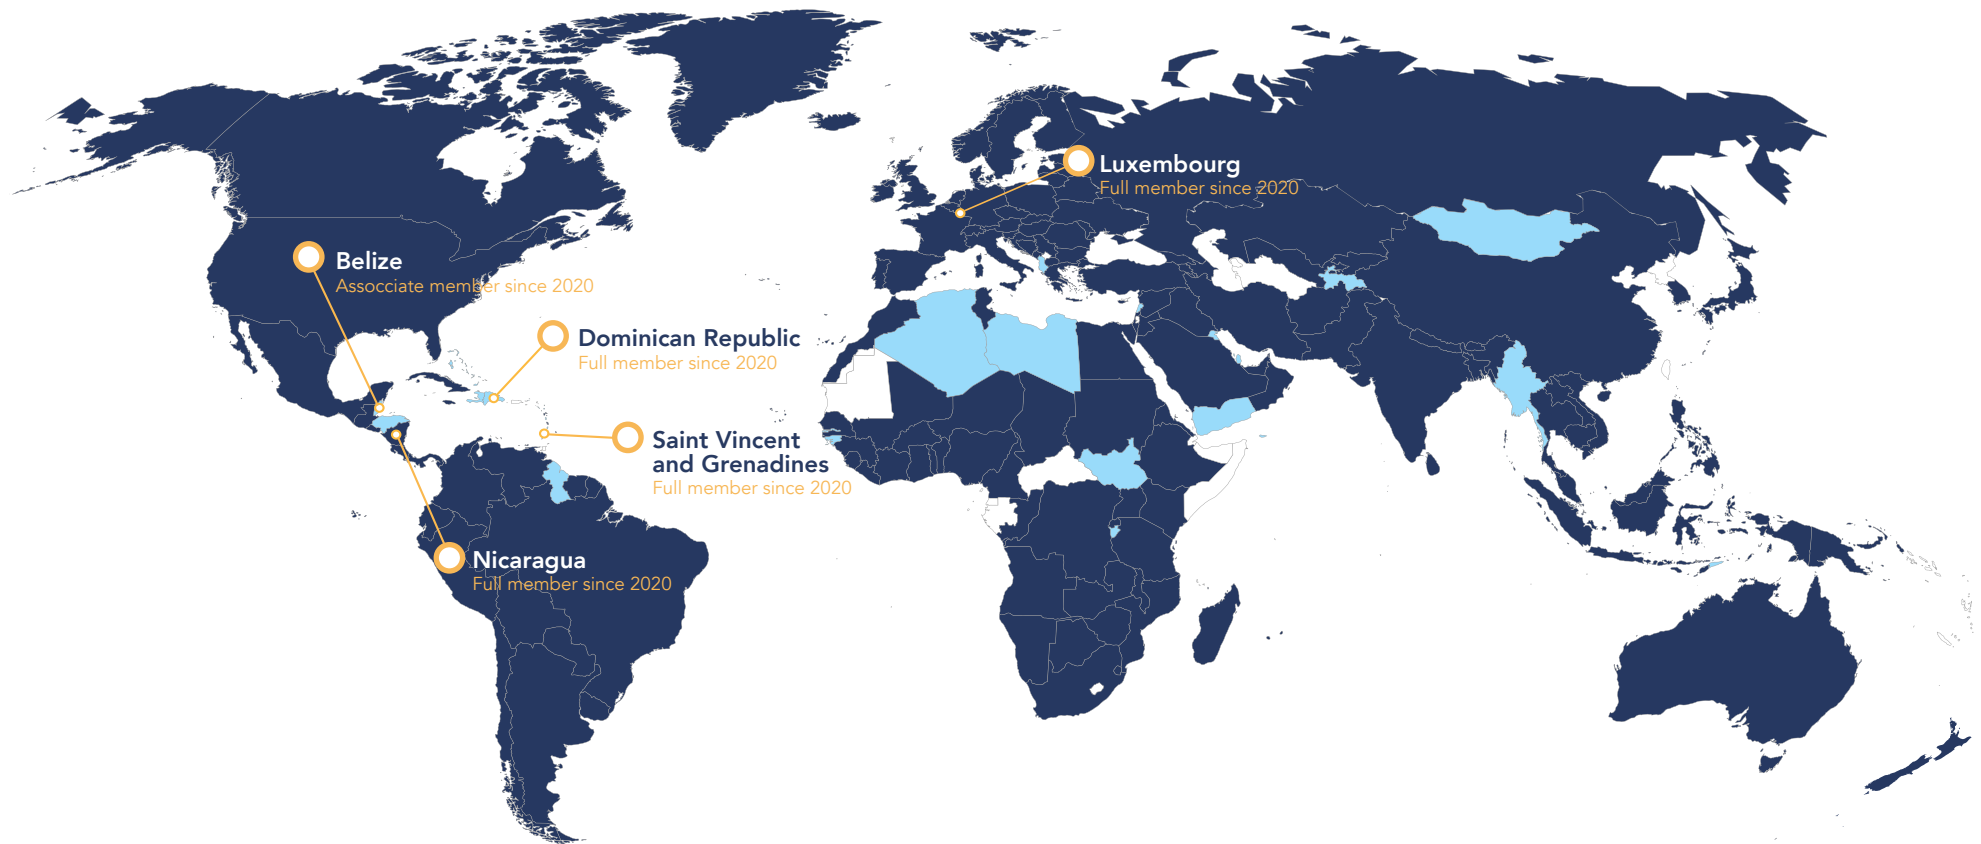 Luxembourg
Full member since 2020
Belize
Assocciate member since 2020
Dominican Republic
Full member since 2020
Saint Vincent
and Grenadines
Full member since 2020
Nicaragua
Full member since 2020